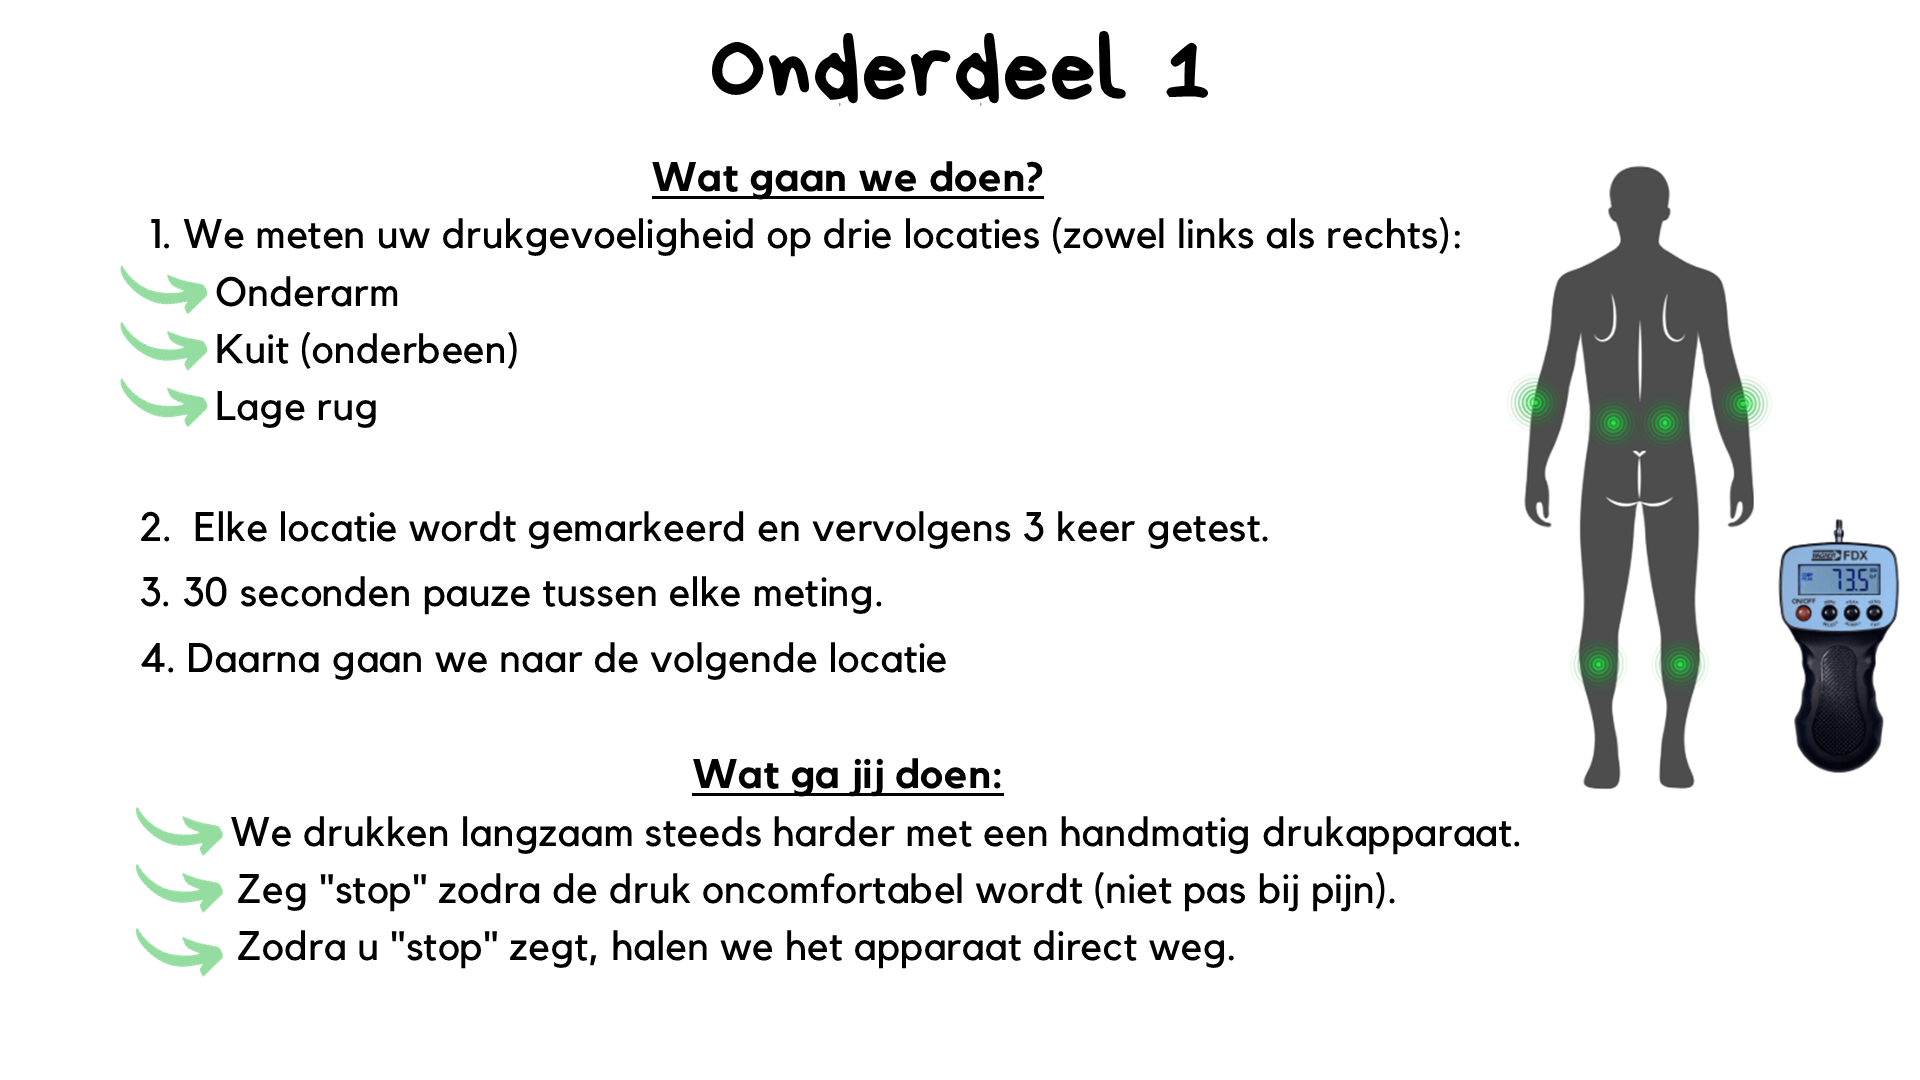 Onderdeel 1
Wat gaan we doen?
1. We meten uw drukgevoeligheid op drie locaties (zowel links als rechts):
Onderarm
Kuit (onderbeen)
Lage rug
2. Elke locatie wordt gemarkeerd en vervolgens 3 keer getest.
3. 30 seconden pauze tussen elke meting.
4. Daarna gaan we naar de volgende locatie
FDX
73.5
ON/OFF
Wat ga jij doen:
We drukken langzaam steeds harder met een handmatig drukapparaat.
Zeg "stop" zodra de druk oncomfortabel wordt (niet pas bij pijn).
Zodra u "stop" zegt, halen we het apparaat direct weg.